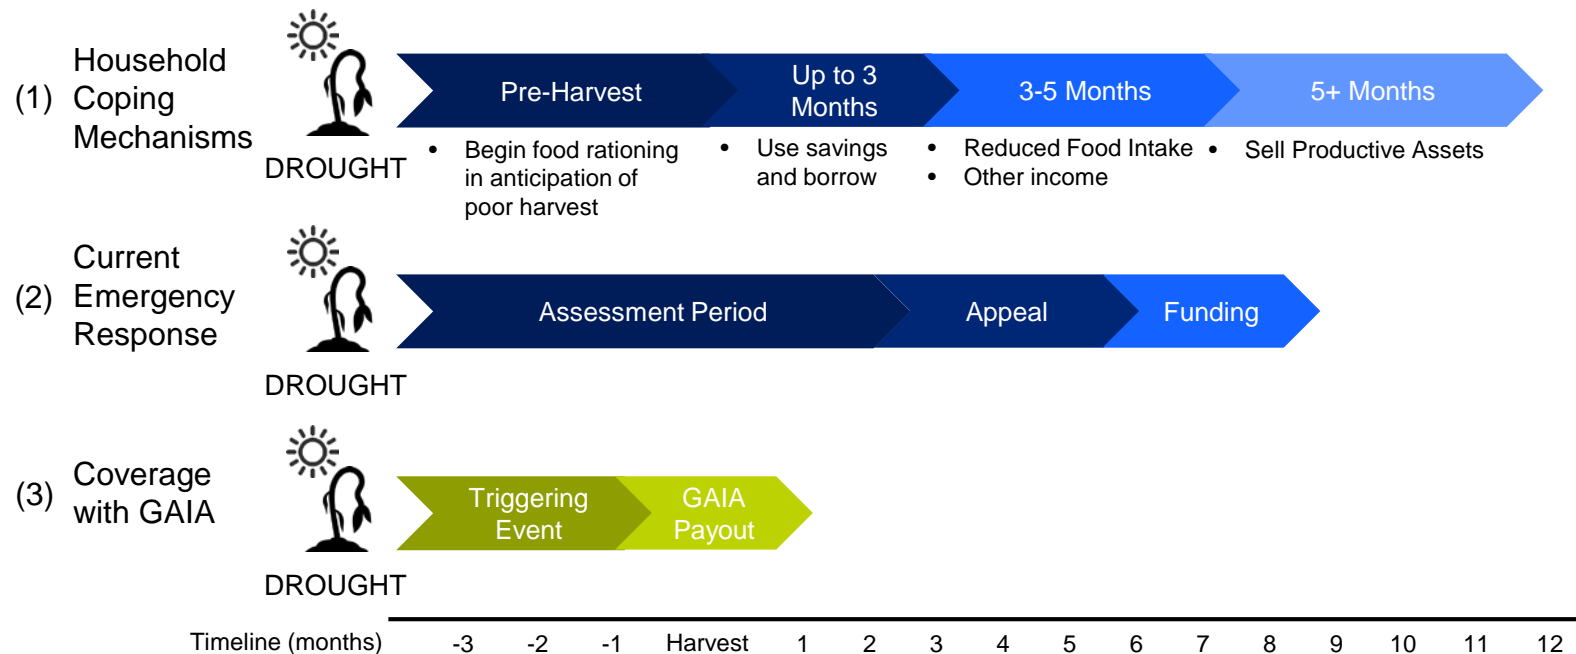 (1) Household
Coping
Mechanisms
DROUGHT
Pre-Harvest
Up to 3
Months
3-5 Months
5+ Months
• Begin food rationing
in anticipation of
poor harvest
• Use savings
and borrow
• Reduced Food Intake
• Other income
• Sell Productive Assets
(2) Current
Emergency
Response
DROUGHT
Assessment Period
Appeal
Funding
(3) Coverage
with GAIA
DROUGHT
Triggering
Event
GAIA
Payout
Timeline (months) -3 -2 -1 Harvest 1 2 3 4 5 6 7 8 9 10 11 12